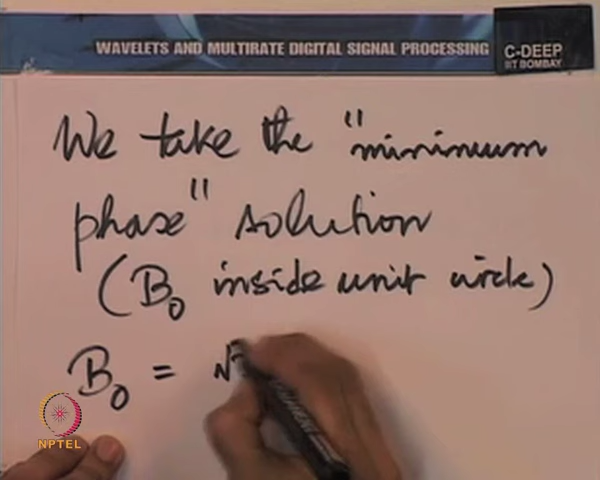 WAVELETS AND MULTIRATE DIGITAL SIGNAL PROCESSING
C-DEEP
IIT BOMBAY
We take the "minimum
phase" solution
(B₀ inside unit circle)
B₀ = √
NPTEL